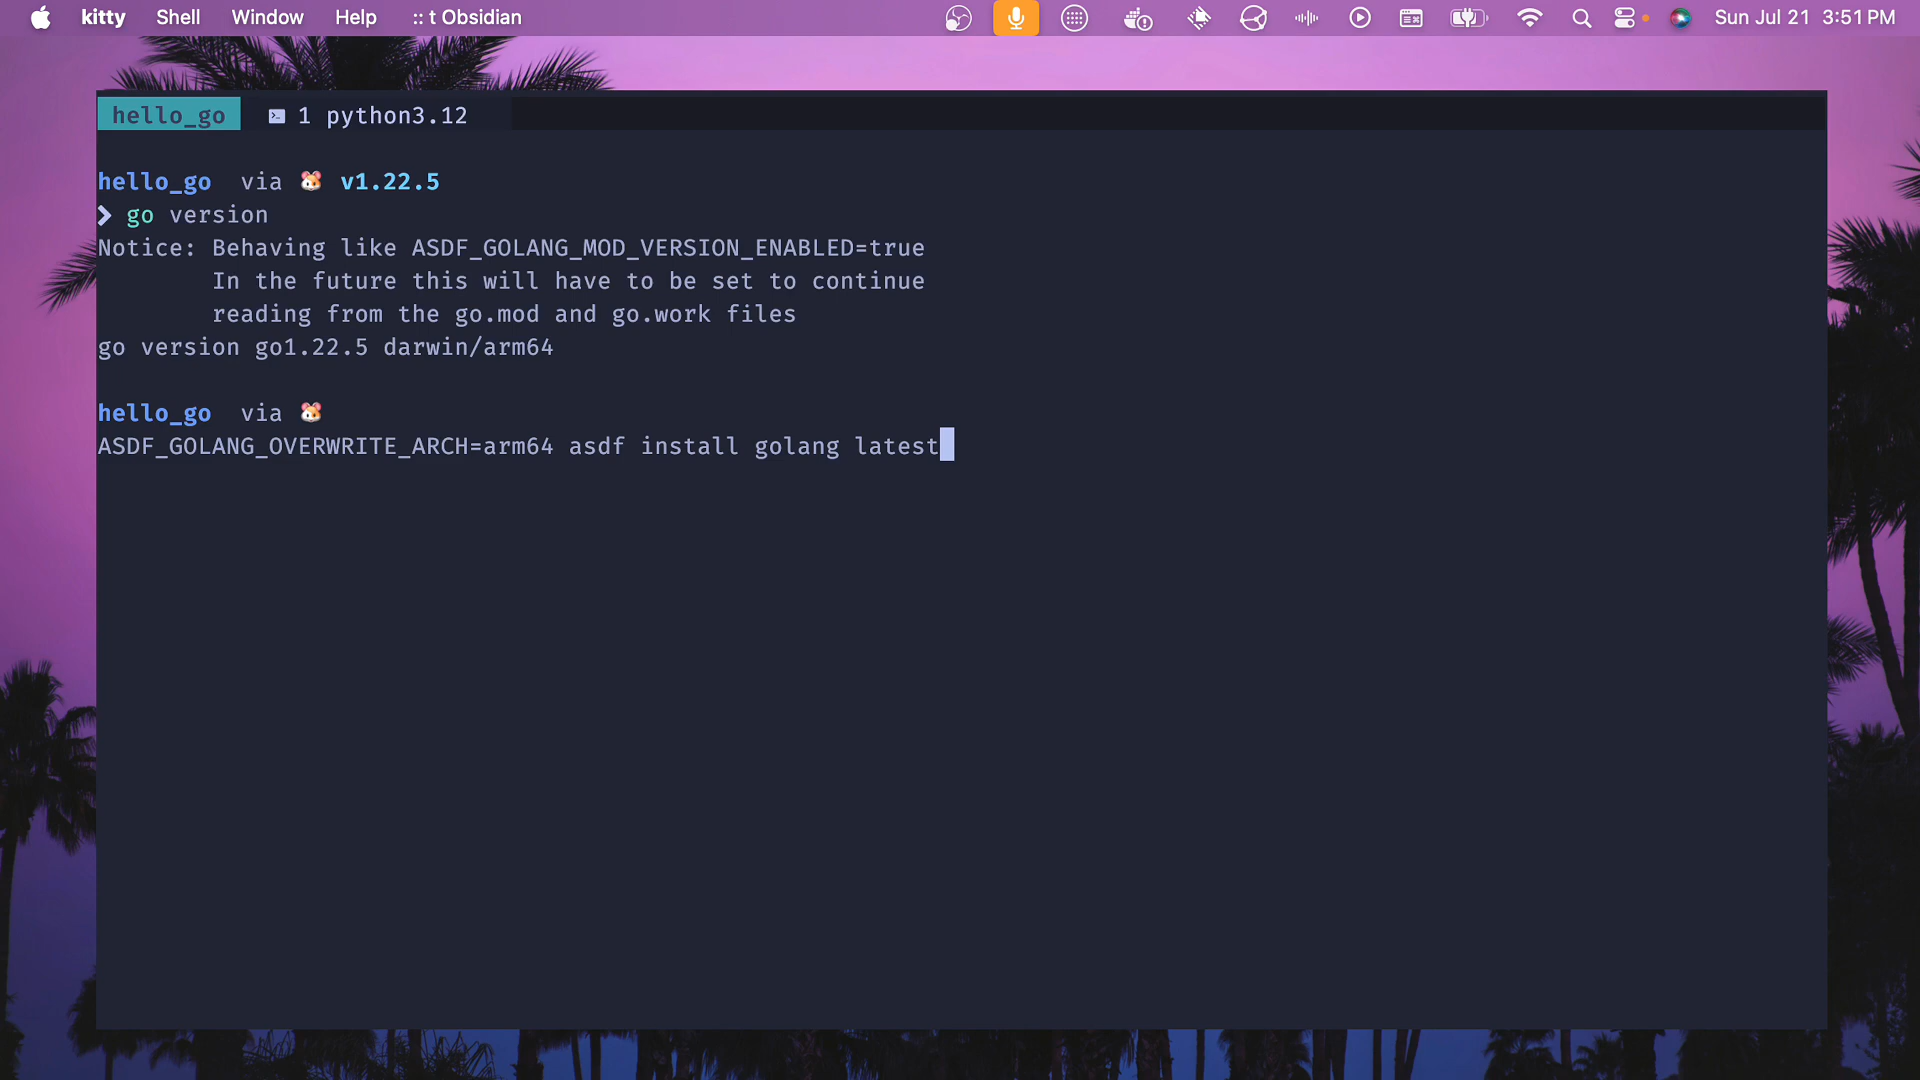 kitty Shell Window Help :: t Obsidian Sun Jul 21 3:51 PM
hello_go 1 python3.12
hello_go via 🐹 v1.22.5
❯ go version
Notice: Behaving like ASDF_GOLANG_MOD_VERSION_ENABLED=true
In the future this will have to be set to continue
reading from the go.mod and go.work files
go version go1.22.5 darwin/arm64
hello_go via 🐹
ASDF_GOLANG_OVERWRITE_ARCH=arm64 asdf install golang latest